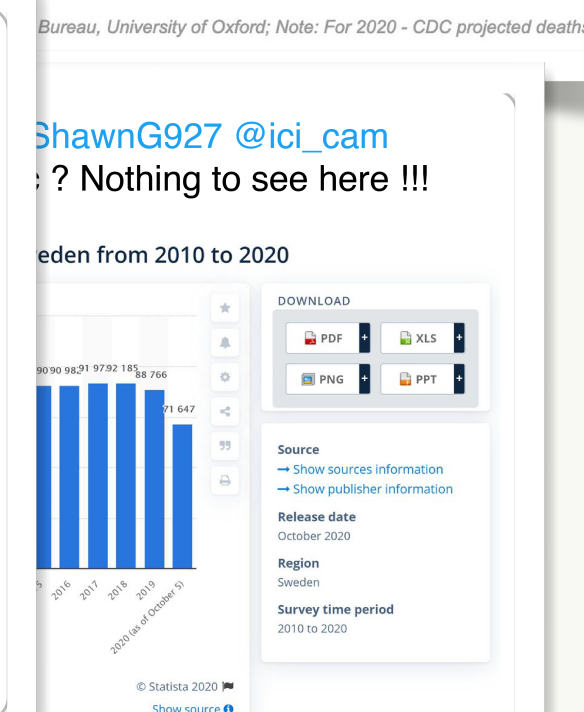 Bureau, University of Oxford; Note: For 2020 - CDC projected deaths
ShawnG927 @ici_cam
? Nothing to see here !!!
eden from 2010 to 2020
90 982 91 977 92 185 88 766 71 647
2016 2017 2018 2019 2020 (as of October 5)
© Statista 2020
Show source
DOWNLOAD
PDF + XLS +
PNG + PPT +
Source
→ Show sources information
→ Show publisher information
Release date
October 2020
Region
Sweden
Survey time period
2010 to 2020